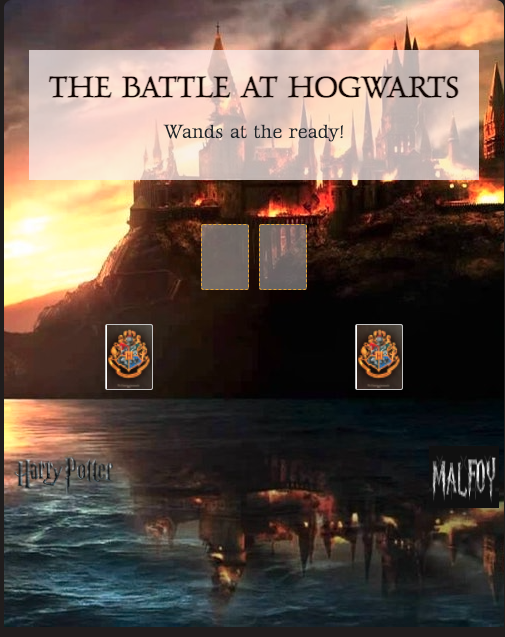 THE BATTLE AT HOGWARTS
Wands at the ready!
Harry Potter
MALFOY